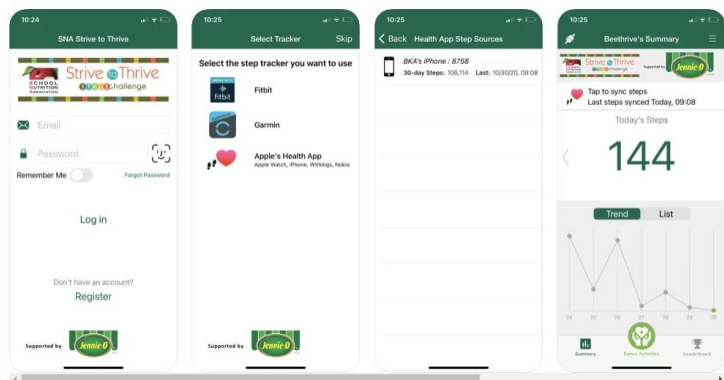 10:24
SNA Strive to Thrive
SCHOOL
NUTRITION
ASSOCIATION
Strive to Thrive
steps challenge
Email
Password
Remember Me
Forgot Password
Log in
Don't have an account?
Register
Supported by
Jennie-O
10:25
Select Tracker
Skip
Select the step tracker you want to use
fitbit
Fitbit
Garmin
Apple's Health App
Apple Watch, iPhone, Withings, Nokia
Supported by
Jennie-O
10:25
Back
Health App Step Sources
BKA's iPhone : 8758
30-day Steps: 106,114 Last: 10/30/20, 09:08
10:25
Beethrive's Summary
Strive to Thrive
steps challenge
Supported by
Jennie-O
Tap to sync steps
Last steps synced Today, 09:08
Today's Steps
144
Trend
List
24 25 26 27 28 29 30
Summary
Bonus Activities
Leaderboard